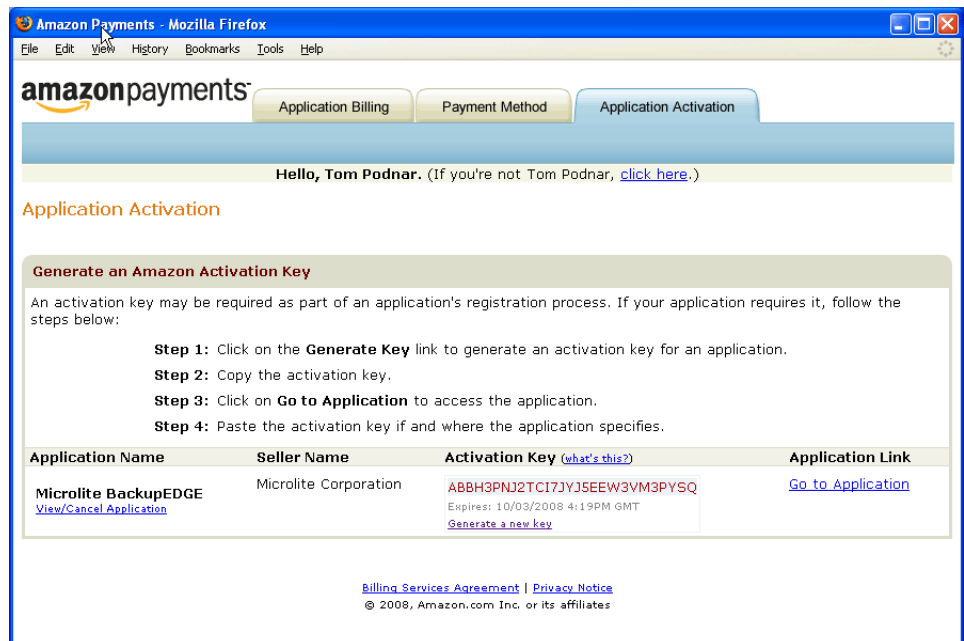 Amazon Payments - Mozilla Firefox
File Edit View History Bookmarks Tools Help
amazonpayments
Application Billing
Payment Method
Application Activation
Hello, Tom Podnar. (If you're not Tom Podnar, click here.)
Application Activation
Generate an Amazon Activation Key
An activation key may be required as part of an application's registration process. If your application requires it, follow the
steps below:
Step 1: Click on the Generate Key link to generate an activation key for an application.
Step 2: Copy the activation key.
Step 3: Click on Go to Application to access the application.
Step 4: Paste the activation key if and where the application specifies.
Application Name Seller Name Activation Key (what's this?) Application Link
Microlite BackupEDGE Microlite Corporation ABBH3PNJ2TCI7JYJ5EEW3VM3PYSQ Go to Application
View/Cancel Application Expires: 10/03/2008 4:19PM GMT
Generate a new key
Billing Services Agreement | Privacy Notice
© 2008, Amazon.com Inc. or its affiliates